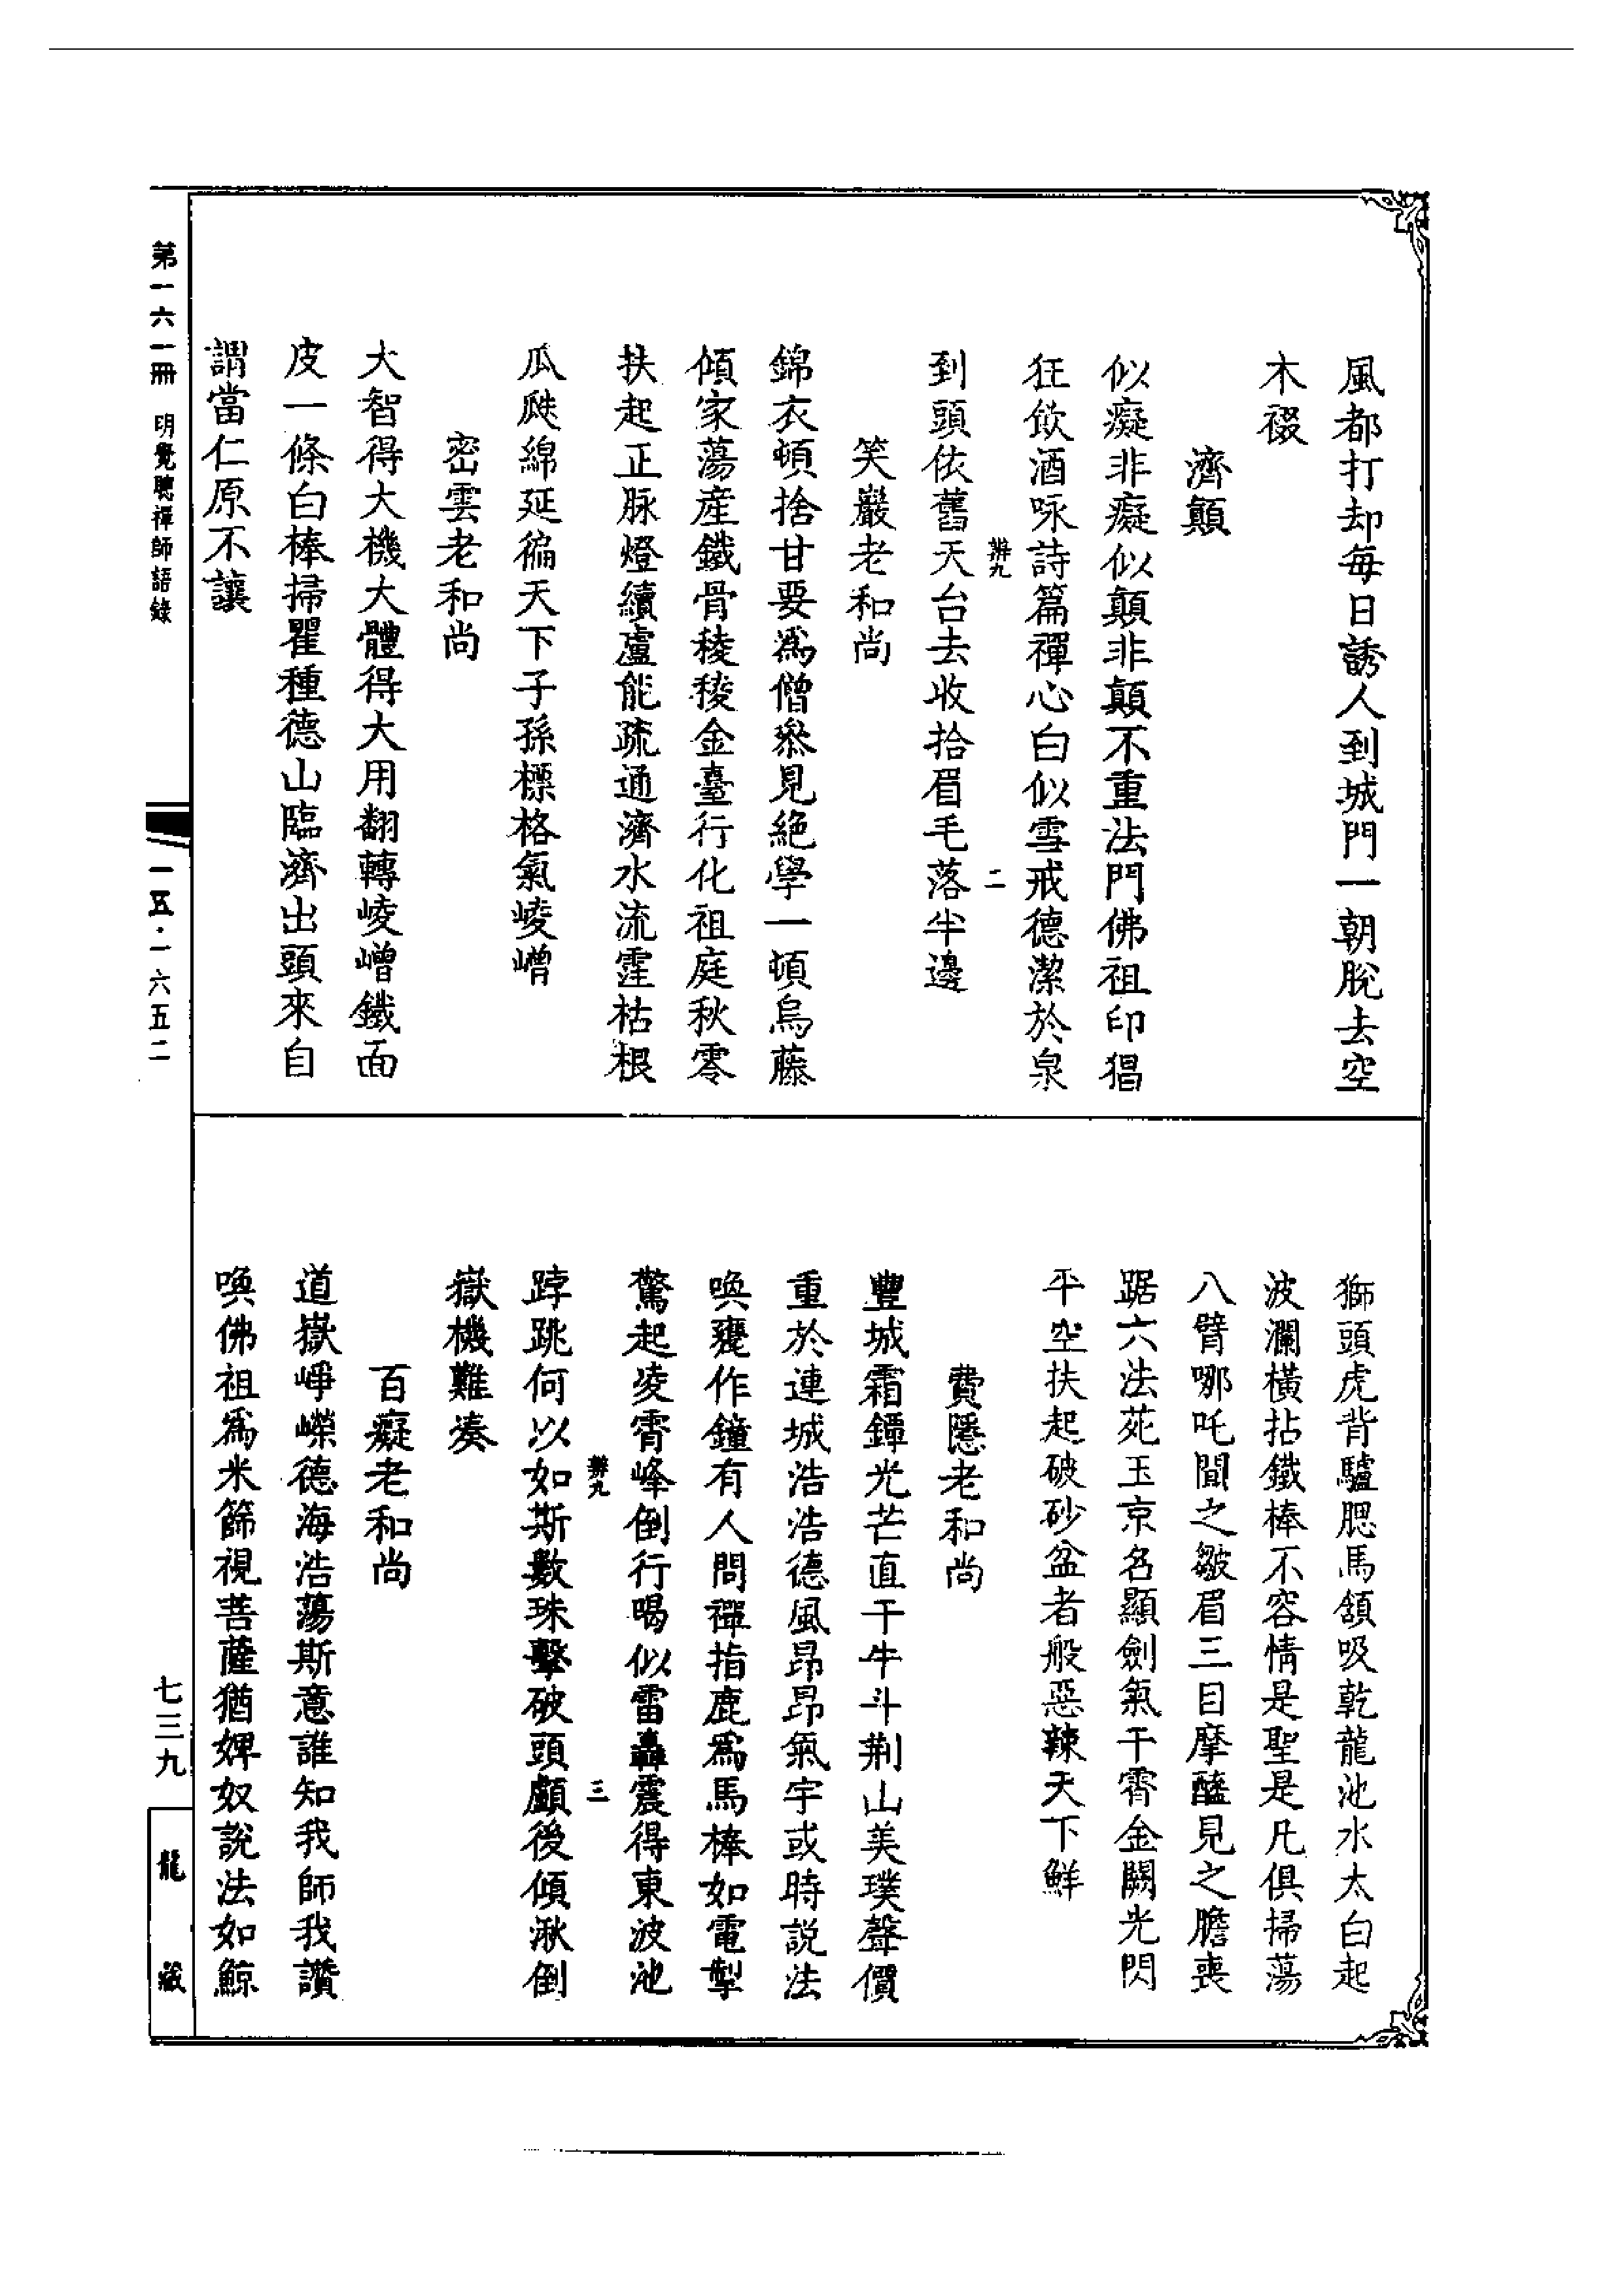 風都打却每日誘人到城門一朝脫去空
木裰
濟顛
似癡非癡似顛非顛不重法門佛祖印猖
狂飲酒咏詩篇禪心白似雪戒德潔於泉
辨九
二
到頭依舊天台去收拾眉毛落半邊
笑巖老和尚
錦衣頓捨甘要爲僧叅見絕學一頓烏藤
傾家蕩産鐵骨稜稜金臺行化祖庭秋零
扶起正脉燈續盧能疏通濟水流霔枯根
瓜瓞綿延徧天下子孫標格氣崚嶒
密雲老和尚
大智得大機大體得大用翻轉崚嶒鐵面
皮一條白棒掃瞿種德山臨濟出頭來自
謂當仁原不讓
獅頭虎背驢腮馬頷吸乾龍池水太白起
波瀾橫拈鐵棒不容情是聖是凡俱掃蕩
八臂哪吒聞之皺眉三目摩醯見之膽喪
踞六法苑玉京名顯劍氣干霄金闕光閃
平空扶起破砂盆者般惡辣天下鮮
費隱老和尚
豐城霜鐔光芒直干牛斗荆山美璞聲價
重於連城浩浩德風昂昂氣宇或時説法
喚甕作鐘有人問禪指鹿爲馬棒如電掣
驚起凌霄峰倒行喝似雷轟震得東波池
辨九
三
踍跳何以如斯數珠擊破頭顱後傾湫倒
嶽機難湊
百癡老和尚
道嶽崢嶸德海浩蕩斯意誰知我師我讚
喚佛祖爲米篩視菩薩猶婢奴說法如鯨
第一六一冊 明覺聰禪師語錄
一五·一六五二
七三九
龍藏